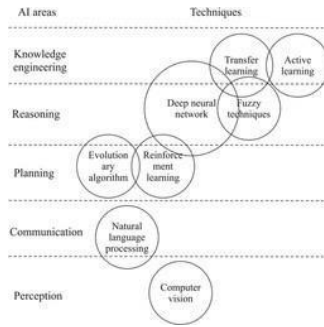 AI areas
Techniques
Knowledge
engineering
Transfer
learning
Active
learning
Reasoning
Deep neural
network
Fuzzy
techniques
Planning
Evolution
ary
algorithm
Reinforce
ment
learning
Communication
Natural
language
processing
Perception
Computer
vision